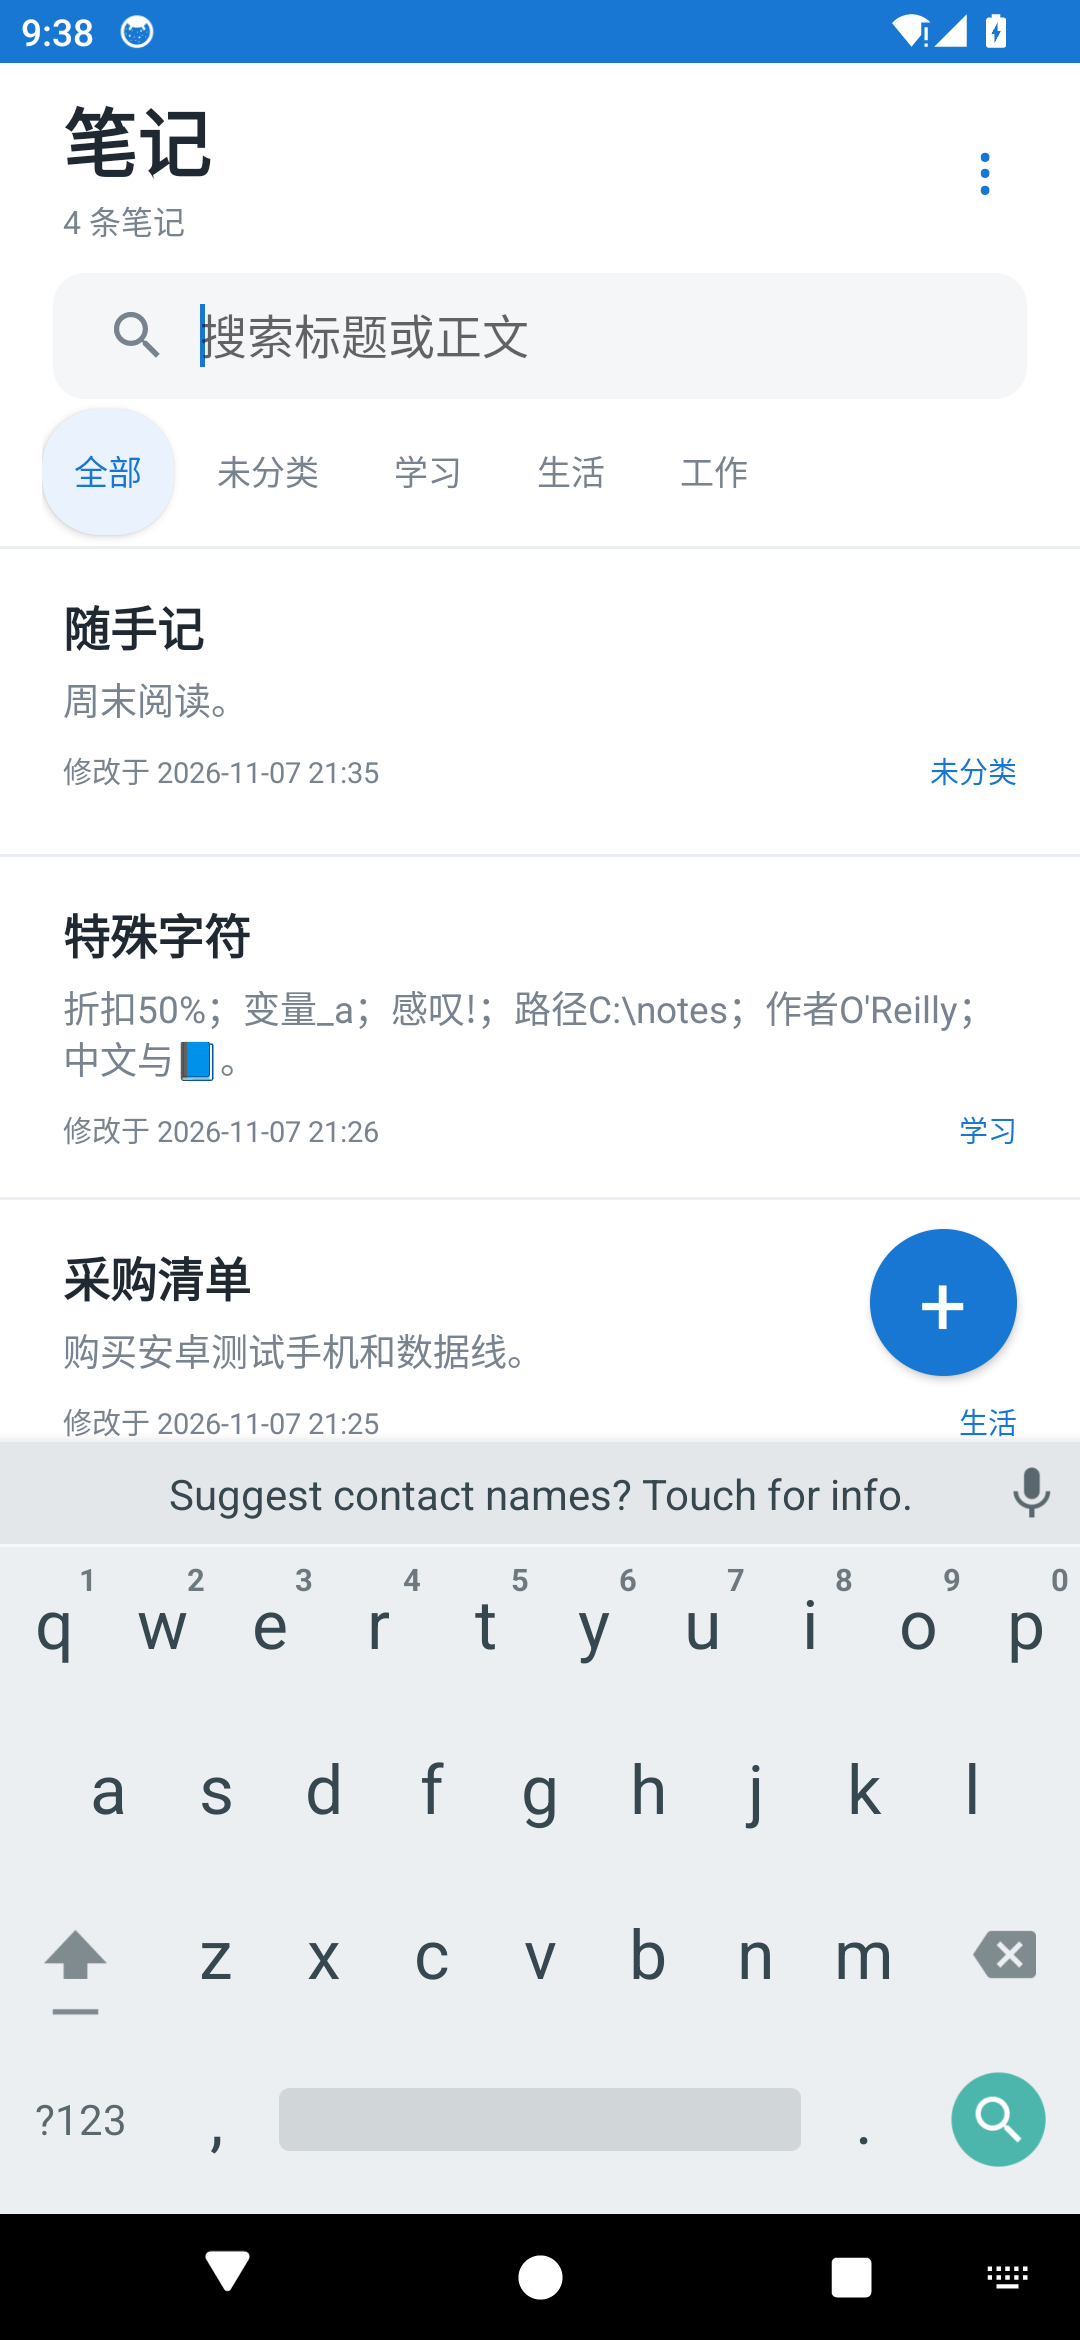 9:38
笔记
4 条笔记
搜索标题或正文
全部 未分类 学习 生活 工作
随手记
周末阅读。
修改于 2026-11-07 21:35 未分类
特殊字符
折扣50%；变量_a；感叹!；路径C:\notes；作者O'Reilly；
中文与📘。
修改于 2026-11-07 21:26 学习
采购清单
+
购买安卓测试手机和数据线。
修改于 2026-11-07 21:25 生活
Suggest contact names? Touch for info.
1 2 3 4 5 6 7 8 9 0
q w e r t y u i o p
a s d f g h j k l
z x c v b n m
?123 , .